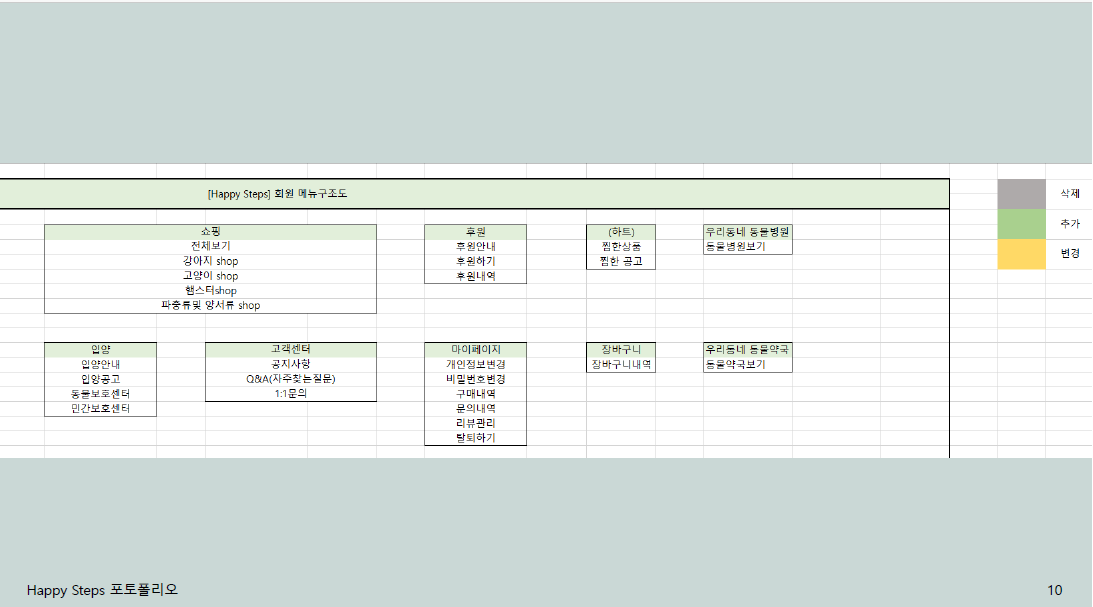 [Happy Steps] 회원 메뉴구조도
삭제
추가
변경
쇼핑
전체보기
강아지 shop
고양이 shop
햄스터shop
파충류및 양서류 shop
후원
후원안내
후원하기
후원내역
(하트)
찜한상품
찜한 공고
우리동네 동물병원
동물병원보기
입양
입양안내
입양공고
동물보호센터
민간보호센터
고객센터
공지사항
Q&A(자주찾는질문)
1:1문의
마이페이지
개인정보변경
비밀번호변경
구매내역
문의내역
리뷰관리
탈퇴하기
장바구니
장바구니내역
우리동네 동물약국
동물약국보기
Happy Steps 포토폴리오
10